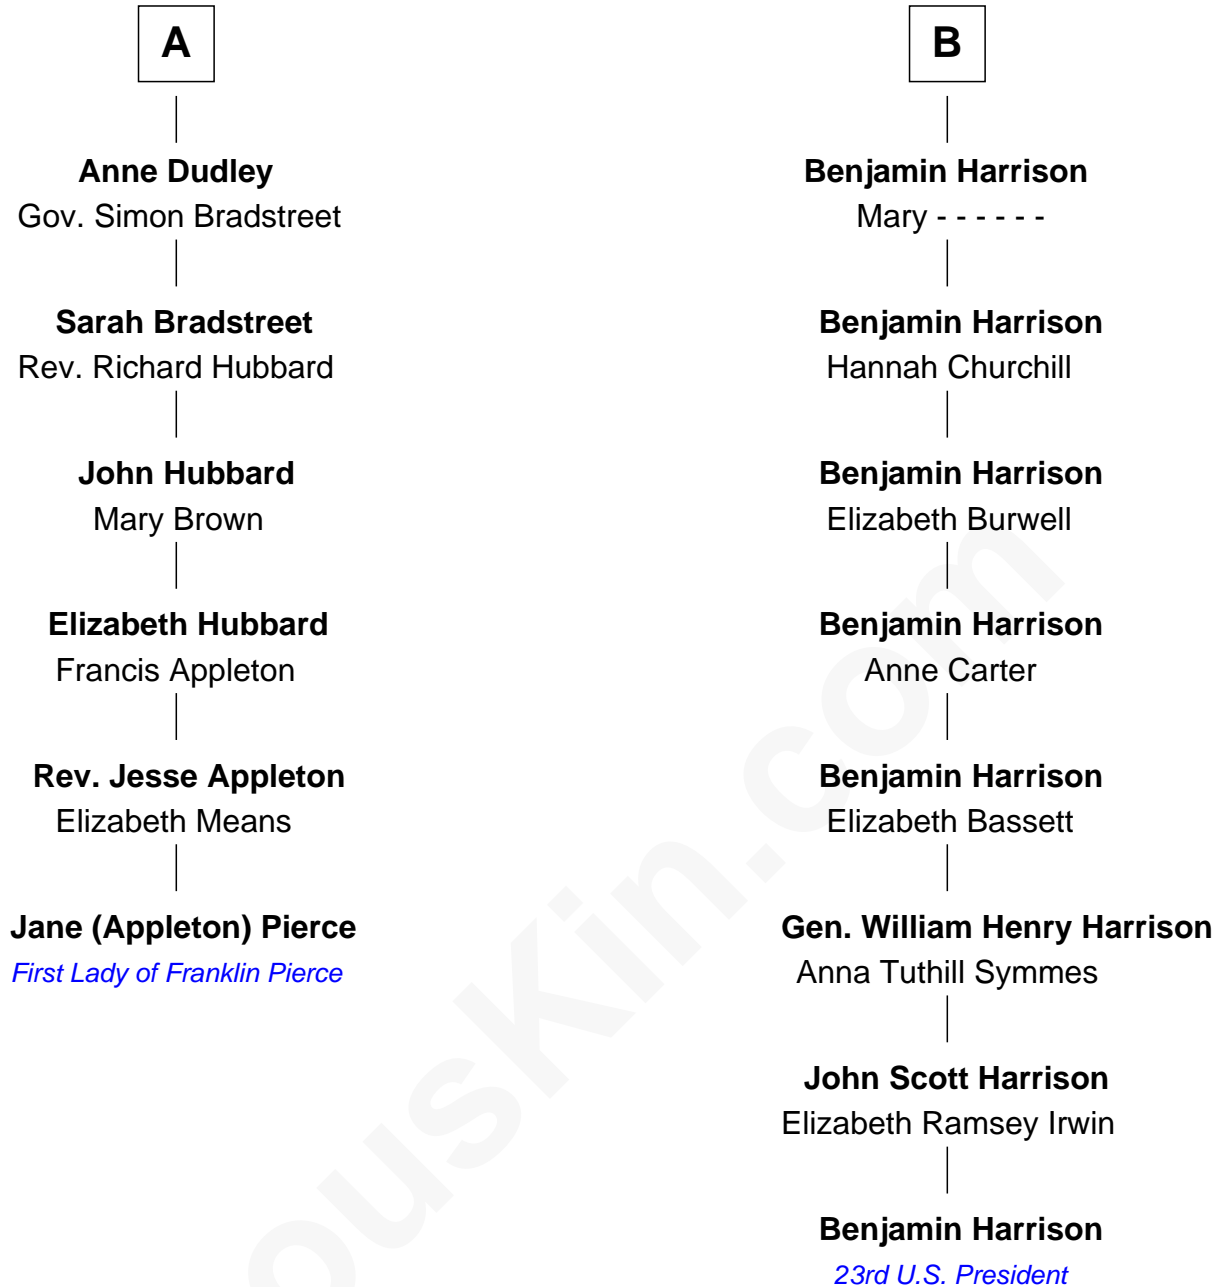 A
Anne Dudley
Gov. Simon Bradstreet
Sarah Bradstreet
Rev. Richard Hubbard
John Hubbard
Mary Brown
Elizabeth Hubbard
Francis Appleton
Rev. Jesse Appleton
Elizabeth Means
Jane (Appleton) Pierce
First Lady of Franklin Pierce
B
Benjamin Harrison
Mary - - - - - -
Benjamin Harrison
Hannah Churchill
Benjamin Harrison
Elizabeth Burwell
Benjamin Harrison
Anne Carter
Benjamin Harrison
Elizabeth Bassett
Gen. William Henry Harrison
Anna Tuthill Symmes
John Scott Harrison
Elizabeth Ramsey Irwin
Benjamin Harrison
23rd U.S. President
ousKin.com